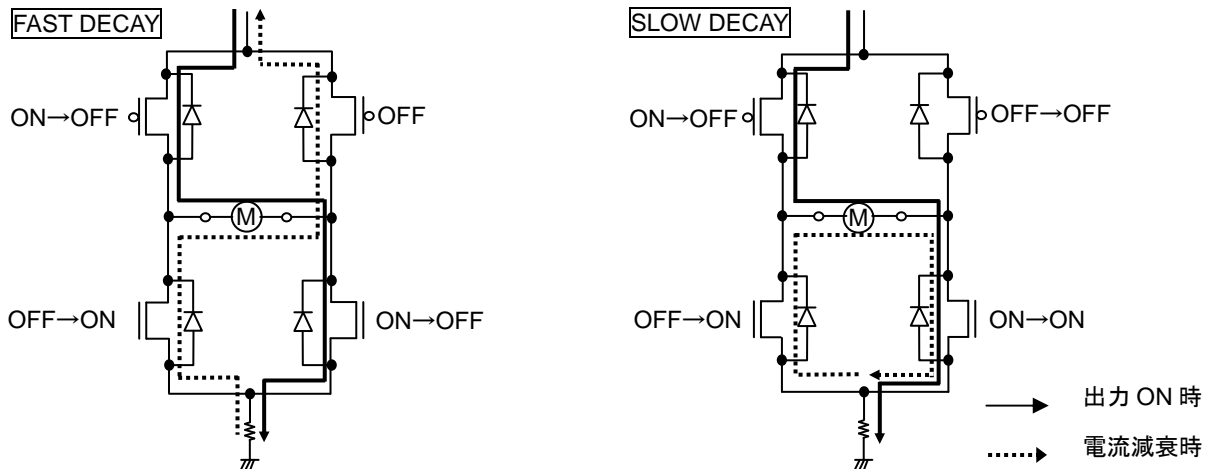 FAST DECAY
SLOW DECAY
ON→OFF
OFF
ON→OFF
OFF→OFF
M
M
OFF→ON
ON→OFF
OFF→ON
ON→ON
出力 ON 時
電流減衰時